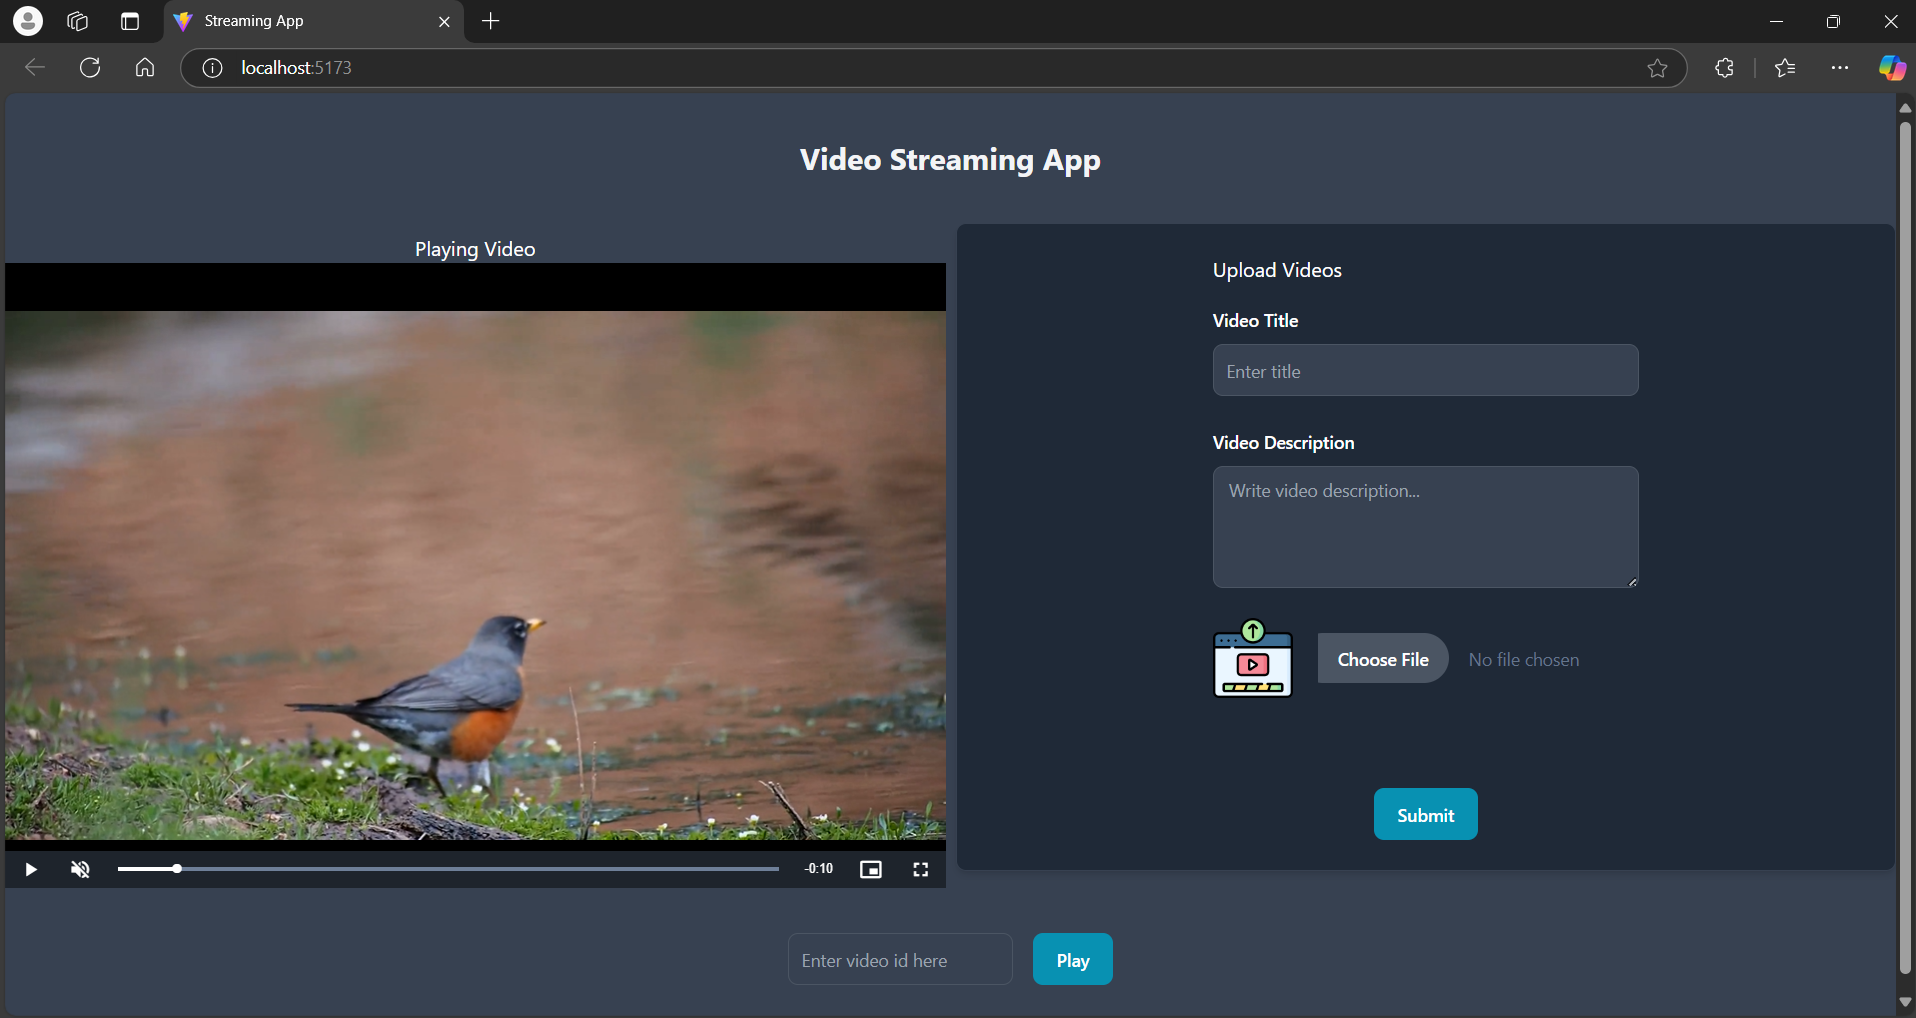 Streaming App
localhost:5173
Video Streaming App
Playing Video
-0:10
Upload Videos
Video Title
Enter title
Video Description
Write video description...
Choose File No file chosen
Submit
Enter video id here
Play